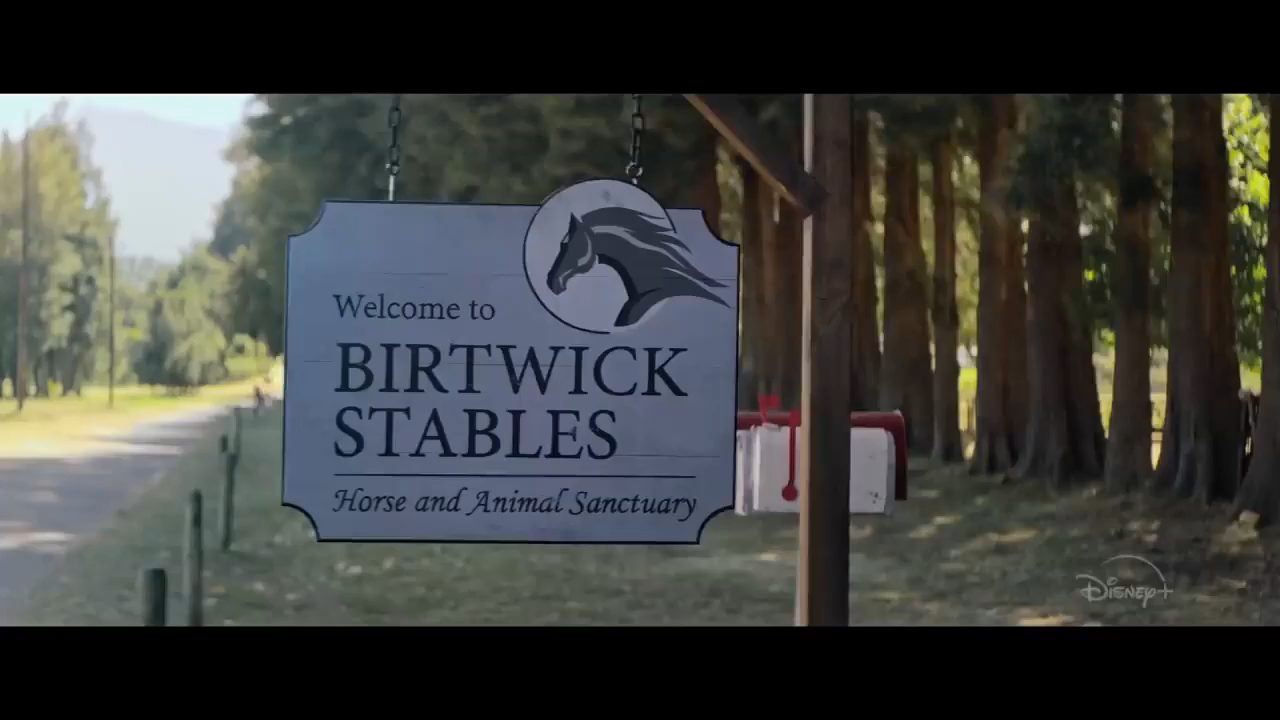 Welcome to
BIRTWICK
STABLES
Horse and Animal Sanctuary
Disney+